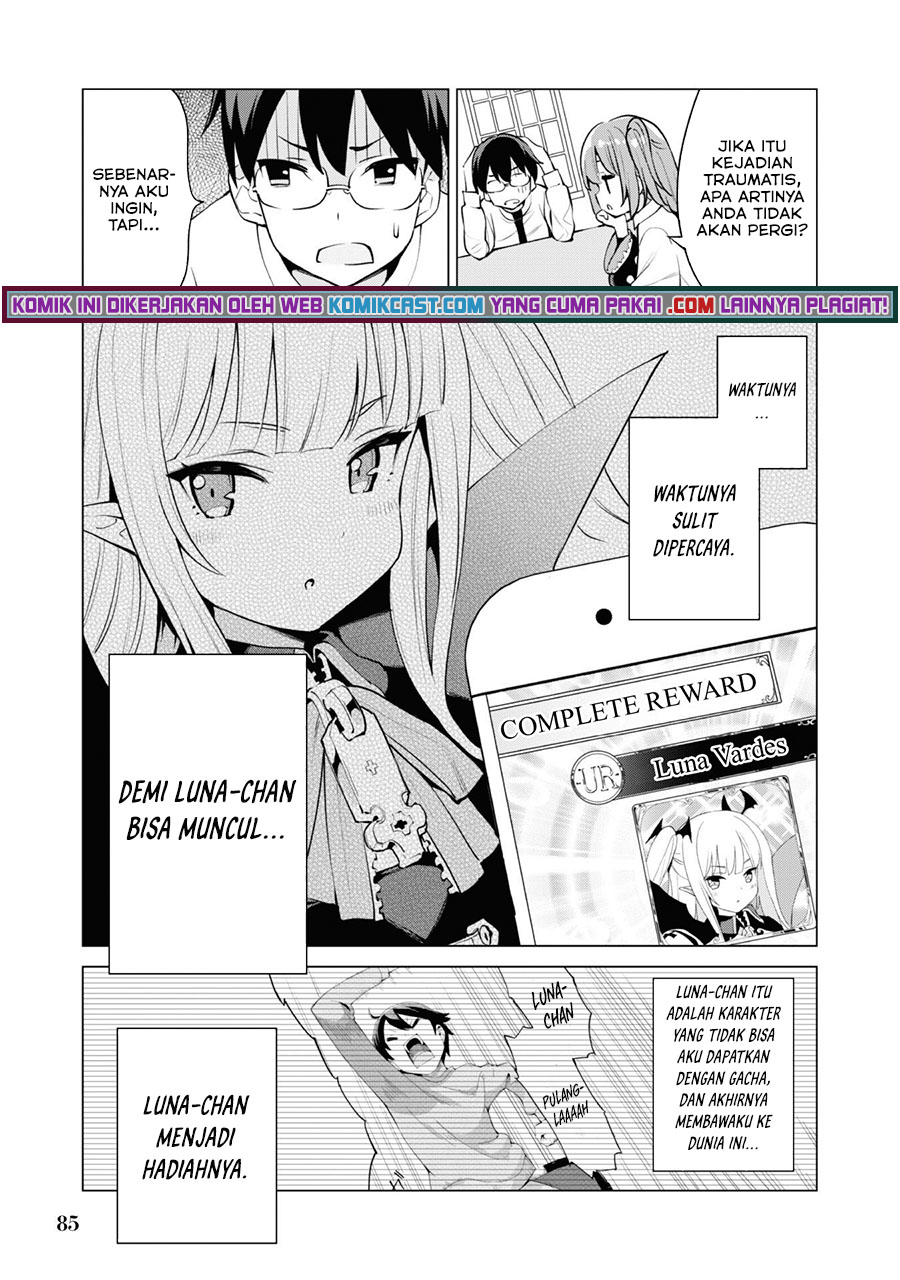 JIKA ITU
KEJADIAN
TRAUMATIS,
APA ARTINYA
ANDA TIDAK
AKAN PERGI?
SEBENAR-
NYA AKU
INGIN,
TAPI...
KOMIK INI DIKERJAKAN OLEH WEB KOMIKCAST.COM YANG CUMA PAKAI .COM LAINNYA PLAGIAT!
WAKTUNYA
...
WAKTUNYA
SULIT
DIPERCAYA.
COMPLETE REWARD
UR Luna Vardes
DEMI LUNA-CHAN
BISA MUNCUL...
LUNA-CHAN ITU
ADALAH KARAKTER
YANG TIDAK BISA
AKU DAPATKAN
DENGAN GACHA,
DAN AKHIRNYA
MEMBAWAKU KE
DUNIA INI...
LUNA-
CHAN
PULANG-
LAAAAH
LUNA-CHAN
MENJADI
HADIAHNYA.
85